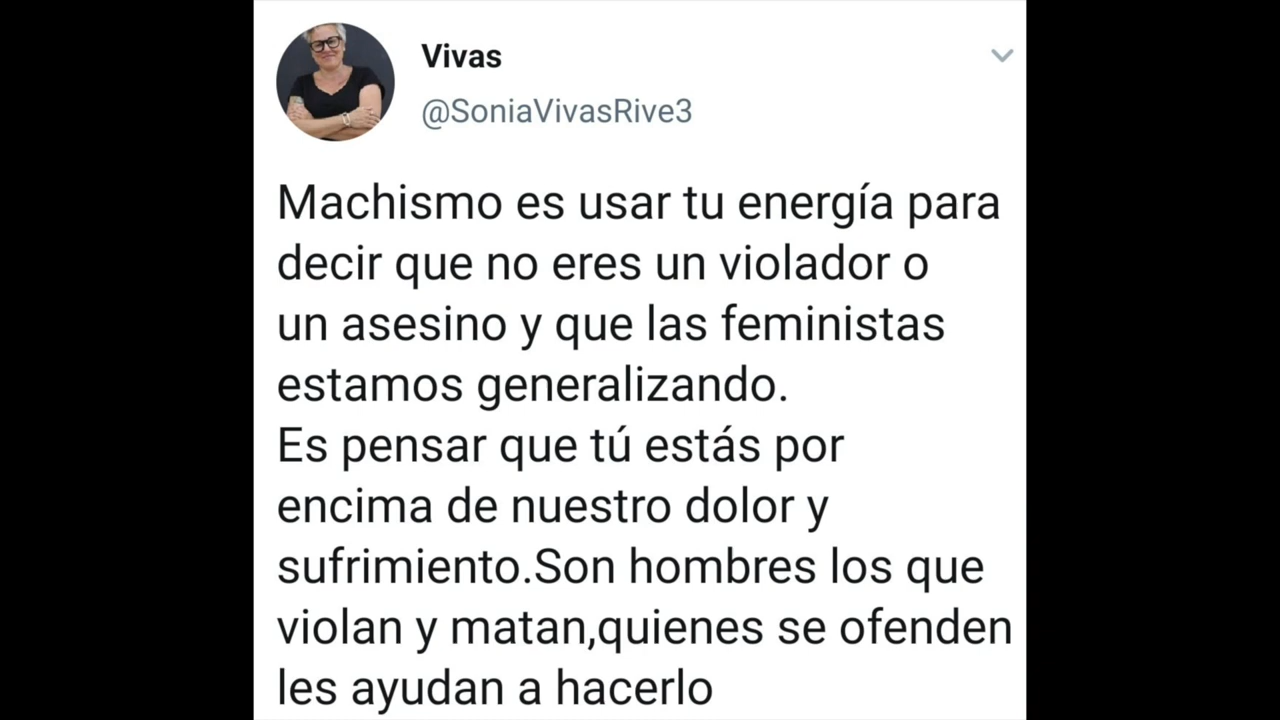 Vivas
@SoniaVivasRive3
Machismo es usar tu energía para
decir que no eres un violador o
un asesino y que las feministas
estamos generalizando.
Es pensar que tú estás por
encima de nuestro dolor y
sufrimiento.Son hombres los que
violan y matan,quienes se ofenden
les ayudan a hacerlo